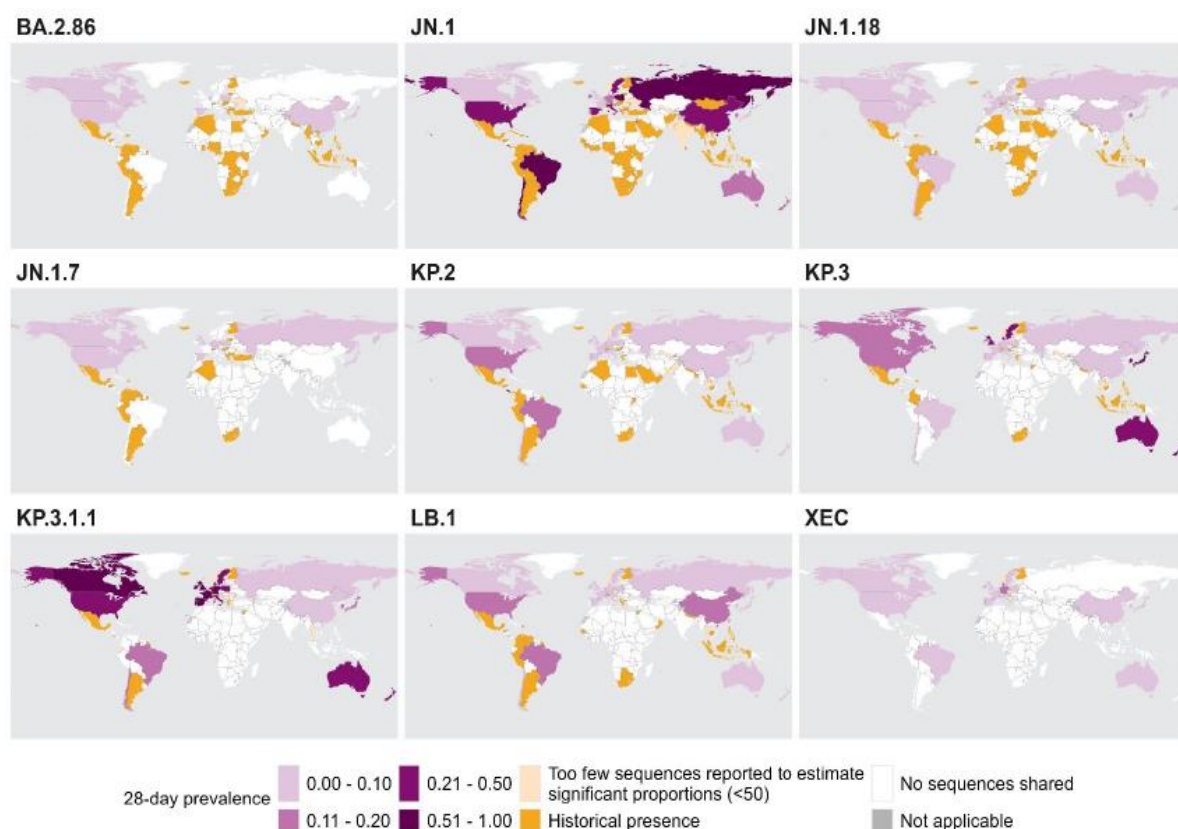 BA.2.86
JN.1
JN.1.18
JN.1.7
KP.2
KP.3
KP.3.1.1
LB.1
XEC
28-day prevalence
0.00 - 0.10
0.11 - 0.20
0.21 - 0.50
0.51 - 1.00
Too few sequences reported to estimate
significant proportions (<50)
Historical presence
No sequences shared
Not applicable